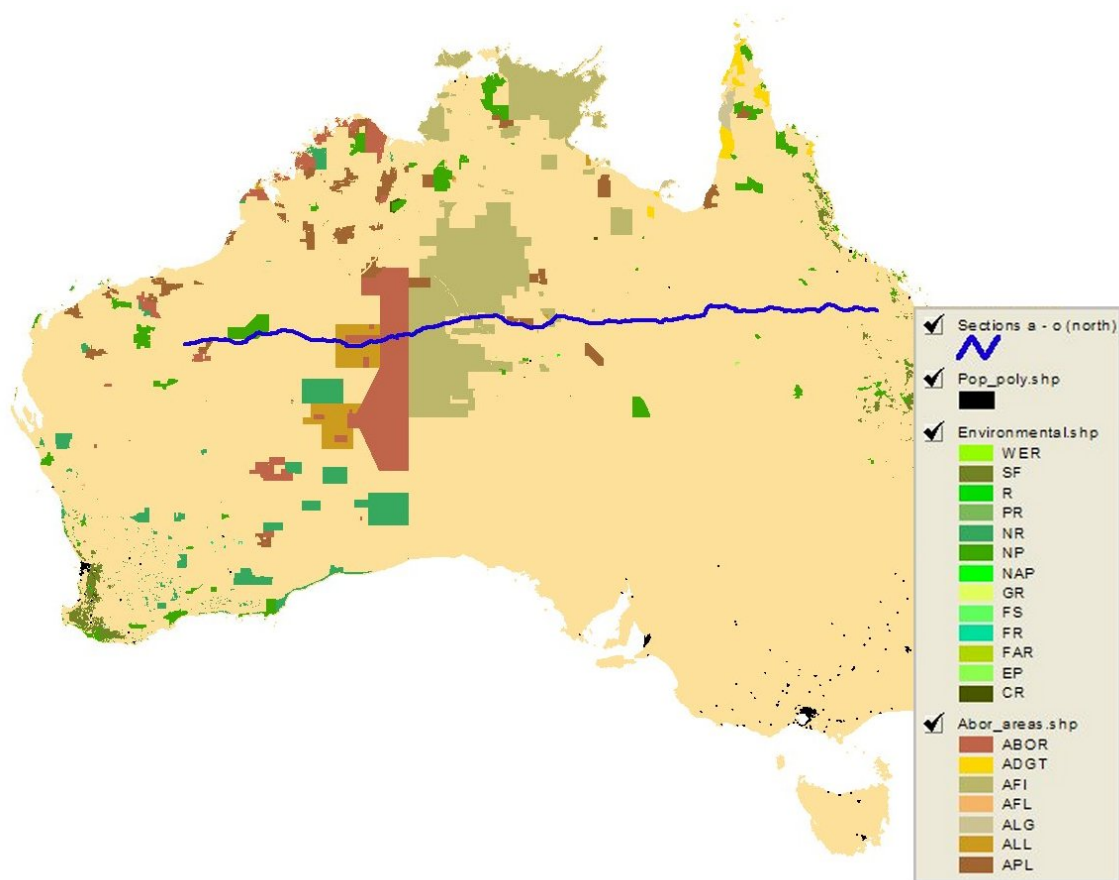 Sections a - o (north)
Pop_poly.shp
Environmental.shp
WER
SF
R
PR
NR
NP
NAP
GR
FS
FR
FAR
EP
CR
Abor_areas.shp
ABOR
ADGT
AFI
AFL
ALG
ALL
APL